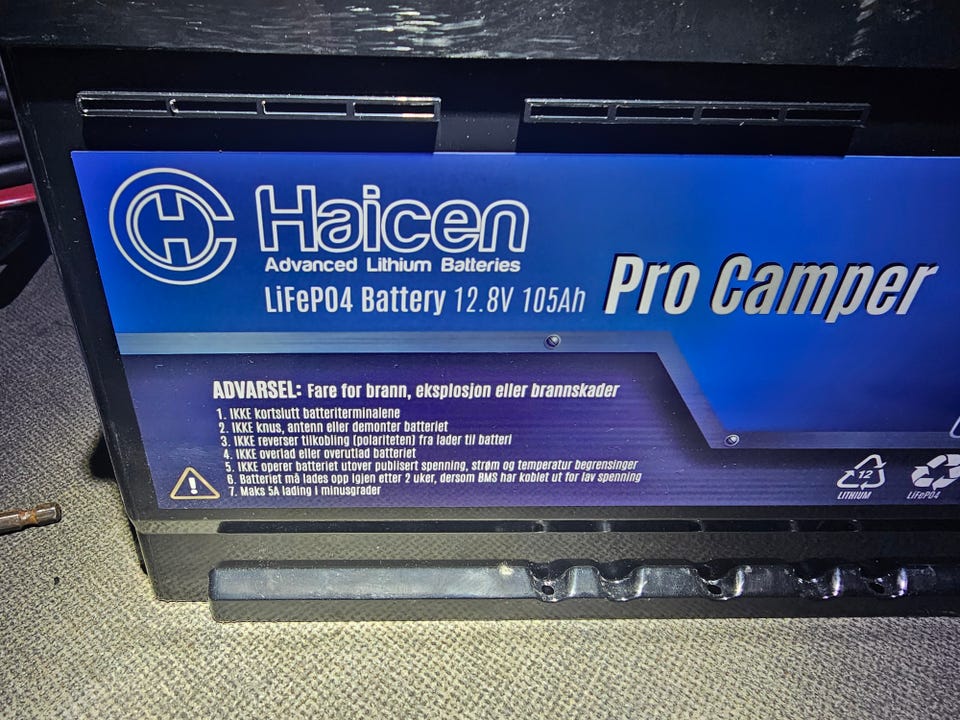 Haicen
Advanced Lithium Batteries
LiFePO4 Battery 12.8V 105Ah
Pro Camper
ADVARSEL: Fare for brann, eksplosjon eller brannskader
1. IKKE kortslutt batteriterminalene
2. IKKE knus, antenn eller demonter batteriet
3. IKKE reverser tilkobling (polariteten) fra lader til batteri
4. IKKE overlad eller overutlad batteriet
5. IKKE operer batteriet utover publisert spenning, strøm og temperatur begrensinger
6. Batteriet må lades opp igjen etter 2 uker, dersom BMS har koblet ut for lav spenning
7. Maks 5A lading i minusgrader
12
LITHIUM
LiFePO4